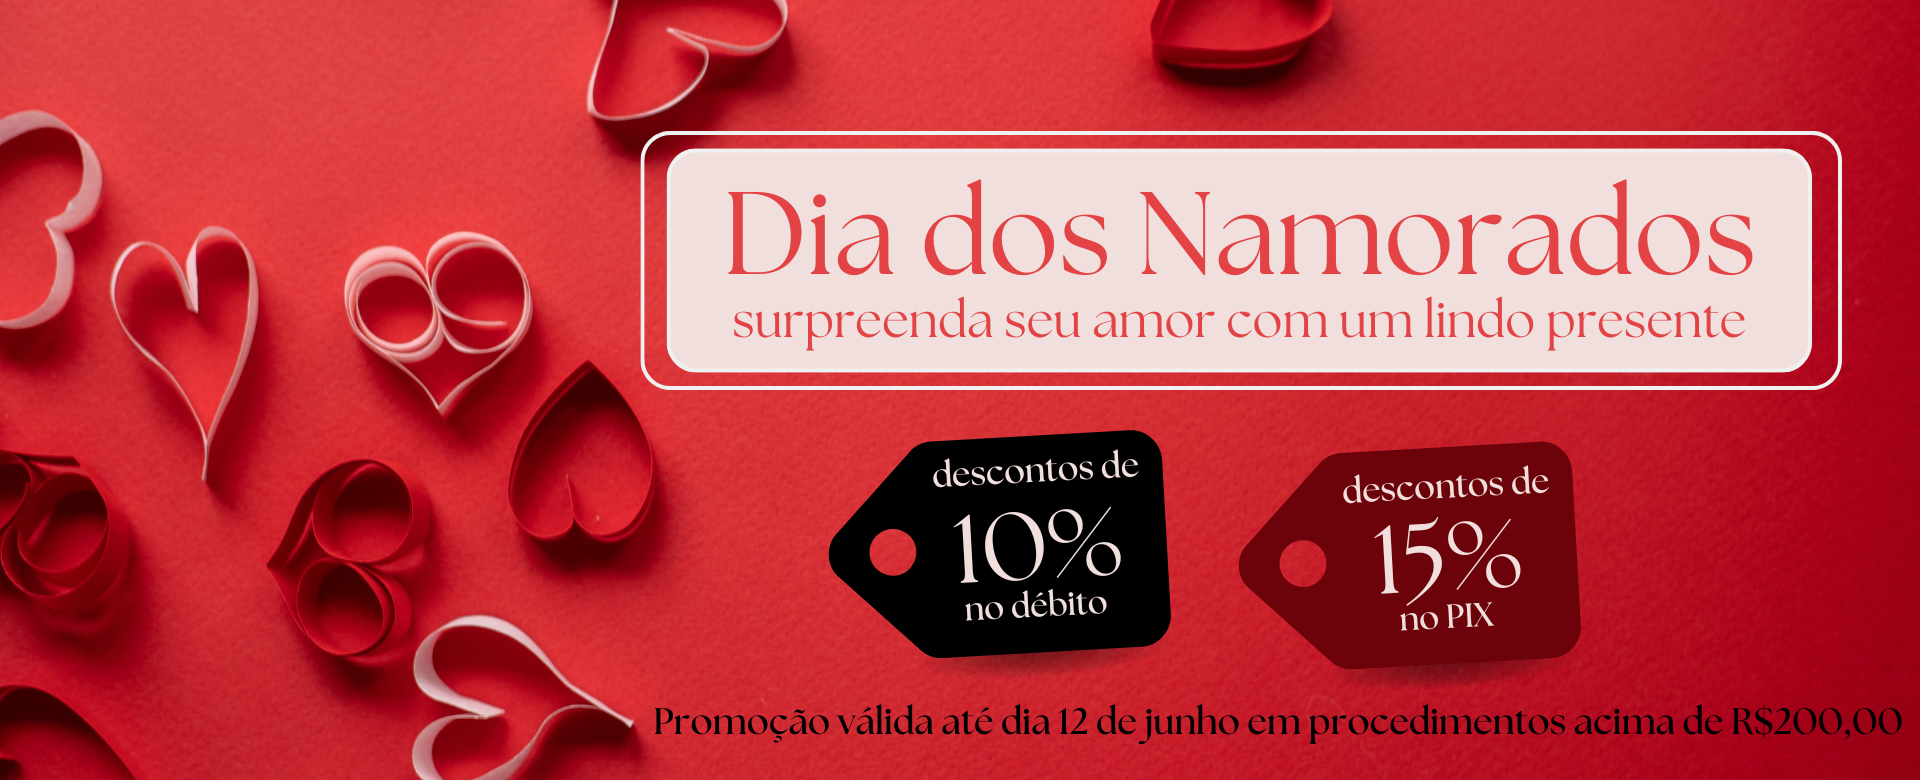 Dia dos Namorados
surpreenda seu amor com um lindo presente
descontos de
10%
no débito
descontos de
15%
no PIX
Promoção válida até dia 12 de junho em procedimentos acima de R$200,00